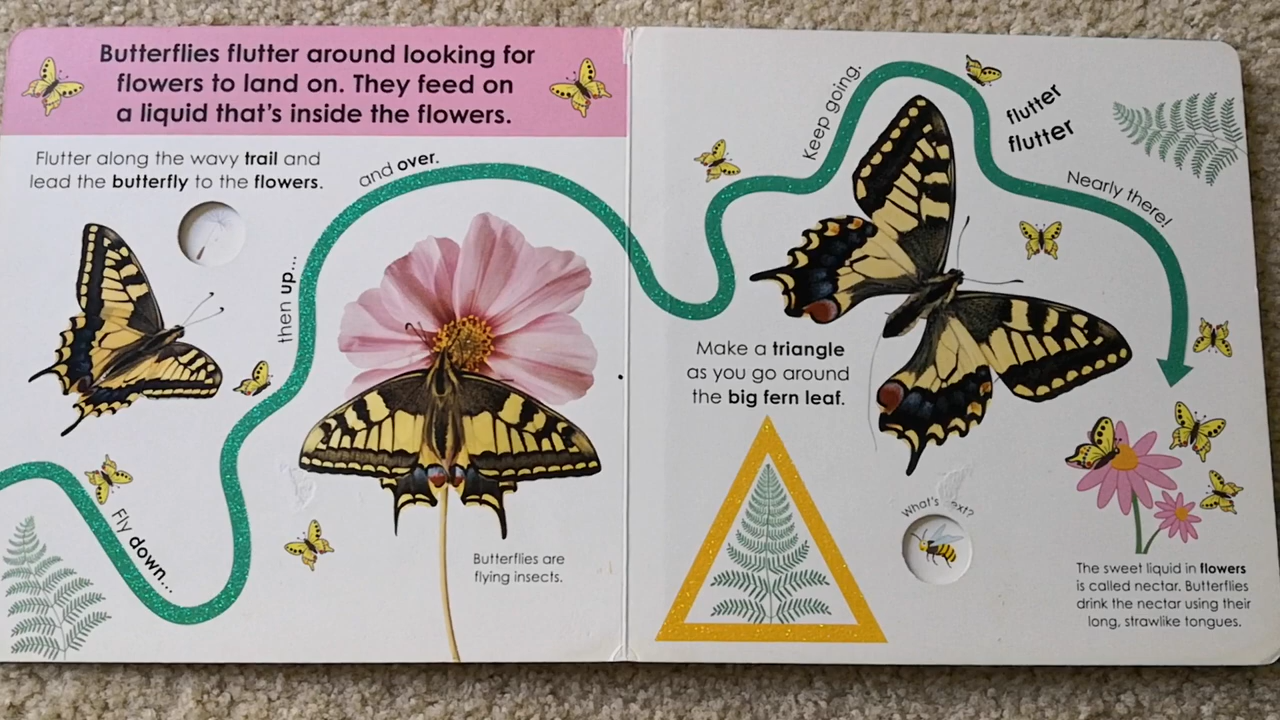 Butterflies flutter around looking for
flowers to land on. They feed on
a liquid that's inside the flowers.
Flutter along the wavy trail and
lead the butterfly to the flowers.
Fly down...
then up...
and over.
Butterflies are
flying insects.
Keep going.
flutter
flutter
Nearly there!
Make a triangle
as you go around
the big fern leaf.
What's
The sweet liquid in flowers
is called nectar. Butterflies
drink the nectar using their
long, strawlike tongues.